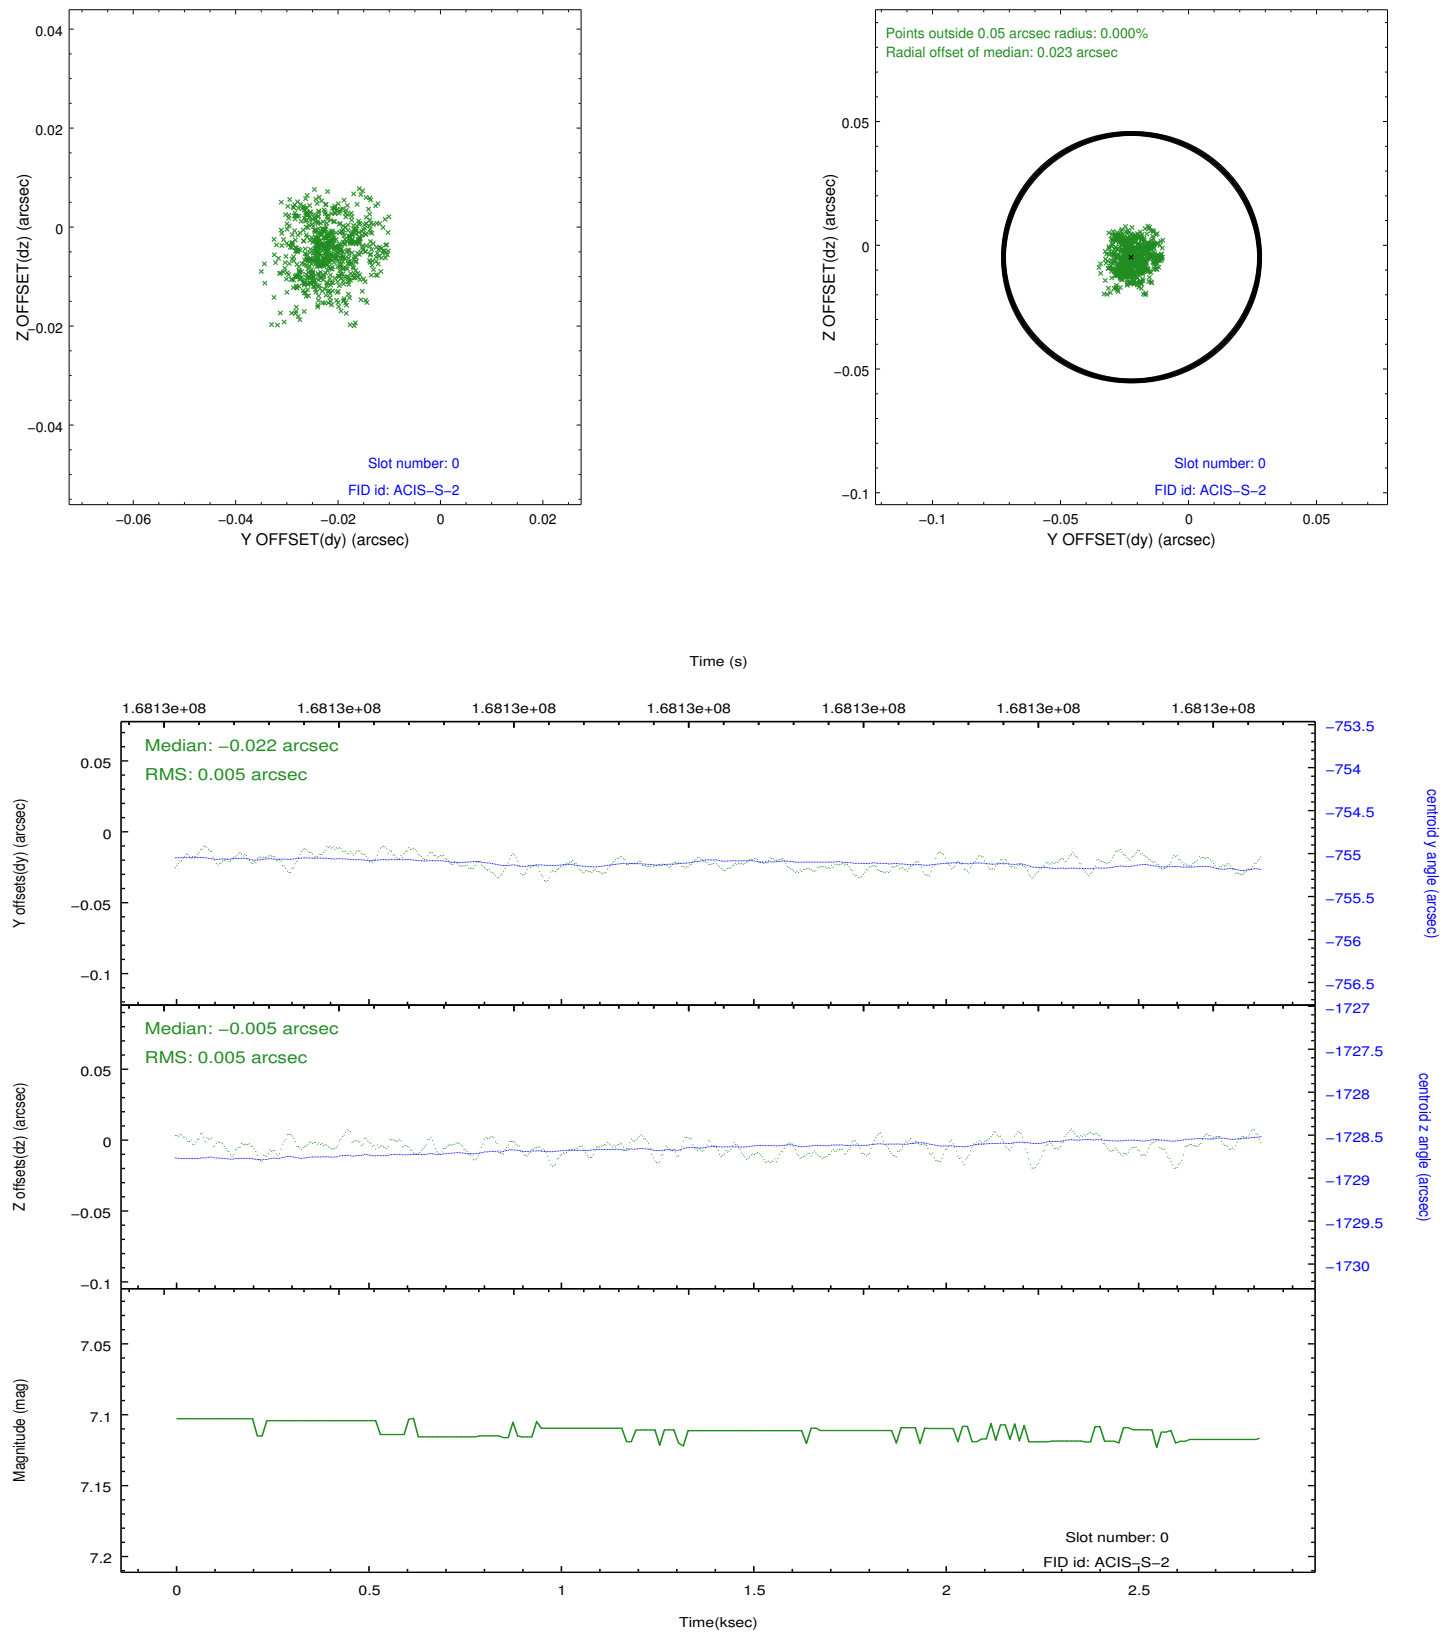 0.04
0.02
0
−0.02
−0.04
Z OFFSET(dz) (arcsec)
Slot number: 0
FID id: ACIS−S−2
−0.06
−0.04
−0.02
0
0.02
Y OFFSET(dy) (arcsec)
Points outside 0.05 arcsec radius: 0.000%
Radial offset of median: 0.023 arcsec
0.05
0
−0.05
−0.1
Z OFFSET(dz) (arcsec)
Slot number: 0
FID id: ACIS−S−2
−0.1
−0.05
0
0.05
Y OFFSET(dy) (arcsec)
Time (s)
1.6813e+08
1.6813e+08
1.6813e+08
1.6813e+08
1.6813e+08
1.6813e+08
1.6813e+08
Median: −0.022 arcsec
RMS: 0.005 arcsec
0.05
0
−0.05
−0.1
Y offsets(dy) (arcsec)
−753.5
−754
−754.5
−755
−755.5
−756
−756.5
centroid y angle (arcsec)
Median: −0.005 arcsec
RMS: 0.005 arcsec
0.05
0
−0.05
−0.1
Z offsets(dz) (arcsec)
−1727
−1727.5
−1728
−1728.5
−1729
−1729.5
−1730
centroid z angle (arcsec)
7.05
7.1
7.15
7.2
Magnitude (mag)
Slot number: 0
FID id: ACIS−S−2
0
0.5
1
1.5
2
2.5
Time(ksec)